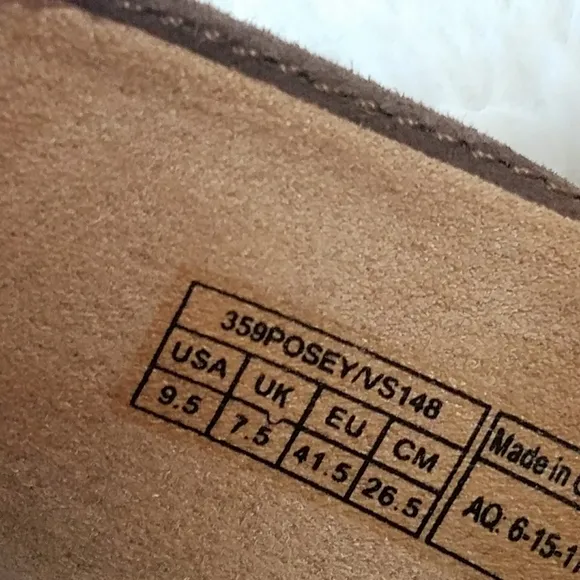 359POSEY/VS148
USA UK EU CM
9.5 7.5 41.5 26.5
Made in
AQ: 6-15-1